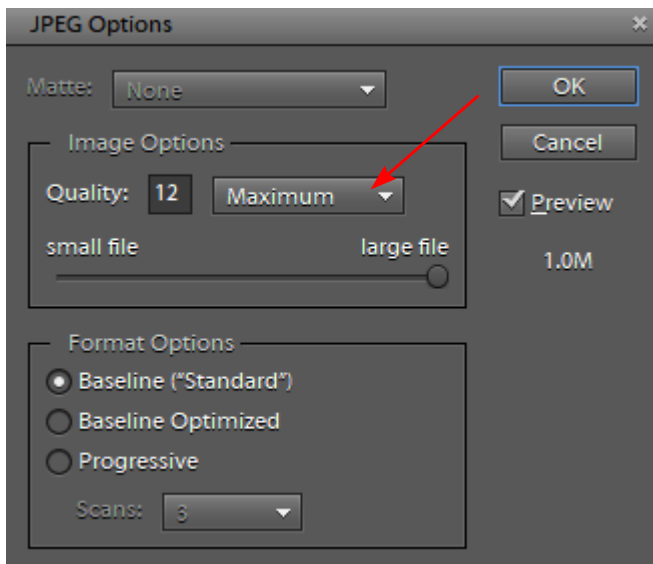 JPEG Options
Matte: None
OK
Image Options
Cancel
Quality: 12 Maximum
Preview
small file large file
1.0M
Format Options
Baseline (“Standard”)
Baseline Optimized
Progressive
Scans: 3